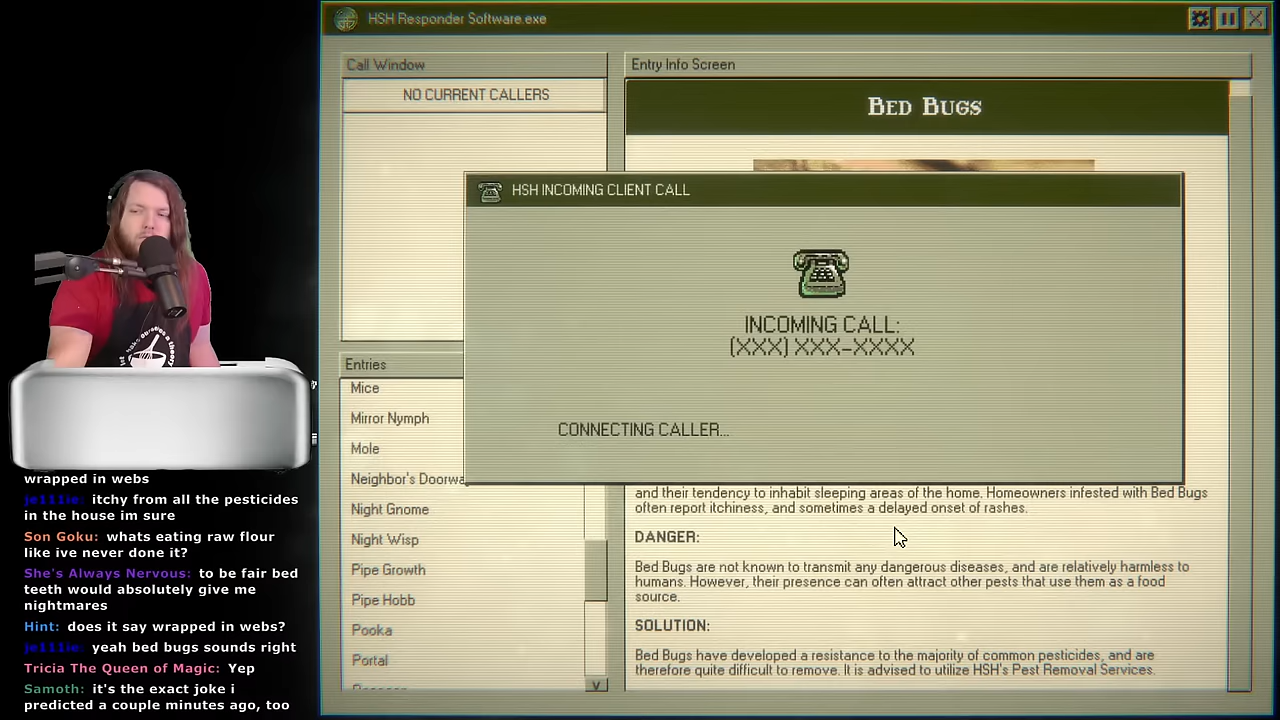 HSH Responder Software.exe
Call Window
NO CURRENT CALLERS
Entry Info Screen
BED BUGS
HSH INCOMING CLIENT CALL
INCOMING CALL:
(XXX) XXX-XXXX
CONNECTING CALLER...
Entries
Mice
Mirror Nymph
Mole
Neighbor's
Night Gnome
Night Wisp
Pipe Growth
Pipe Hobb
Pooka
Portal
and their tendency to inhabit sleeping areas of the home. Homeowners infested with Bed Bugs
often report itchiness, and sometimes a delayed onset of rashes.
DANGER:
Bed Bugs are not known to transmit any dangerous diseases, and are relatively harmless to
humans. However, their presence can often attract other pests that use them as a food
source.
SOLUTION:
Bed Bugs have developed a resistance to the majority of common pesticides, and are
therefore quite difficult to remove. It is advised to utilize HSH's Pest Removal Services.
V
wrapped in webs
je111ie: itchy from all the pesticides
in the house im sure
Son Goku: whats eating raw flour
like ive never done it?
She's Always Nervous: to be fair bed
teeth would absolutely give me
nightmares
Hint: does it say wrapped in webs?
je111ie: yeah bed bugs sounds right
Tricia The Queen of Magic: Yep
Samoth: it's the exact joke i
predicted a couple minutes ago, too